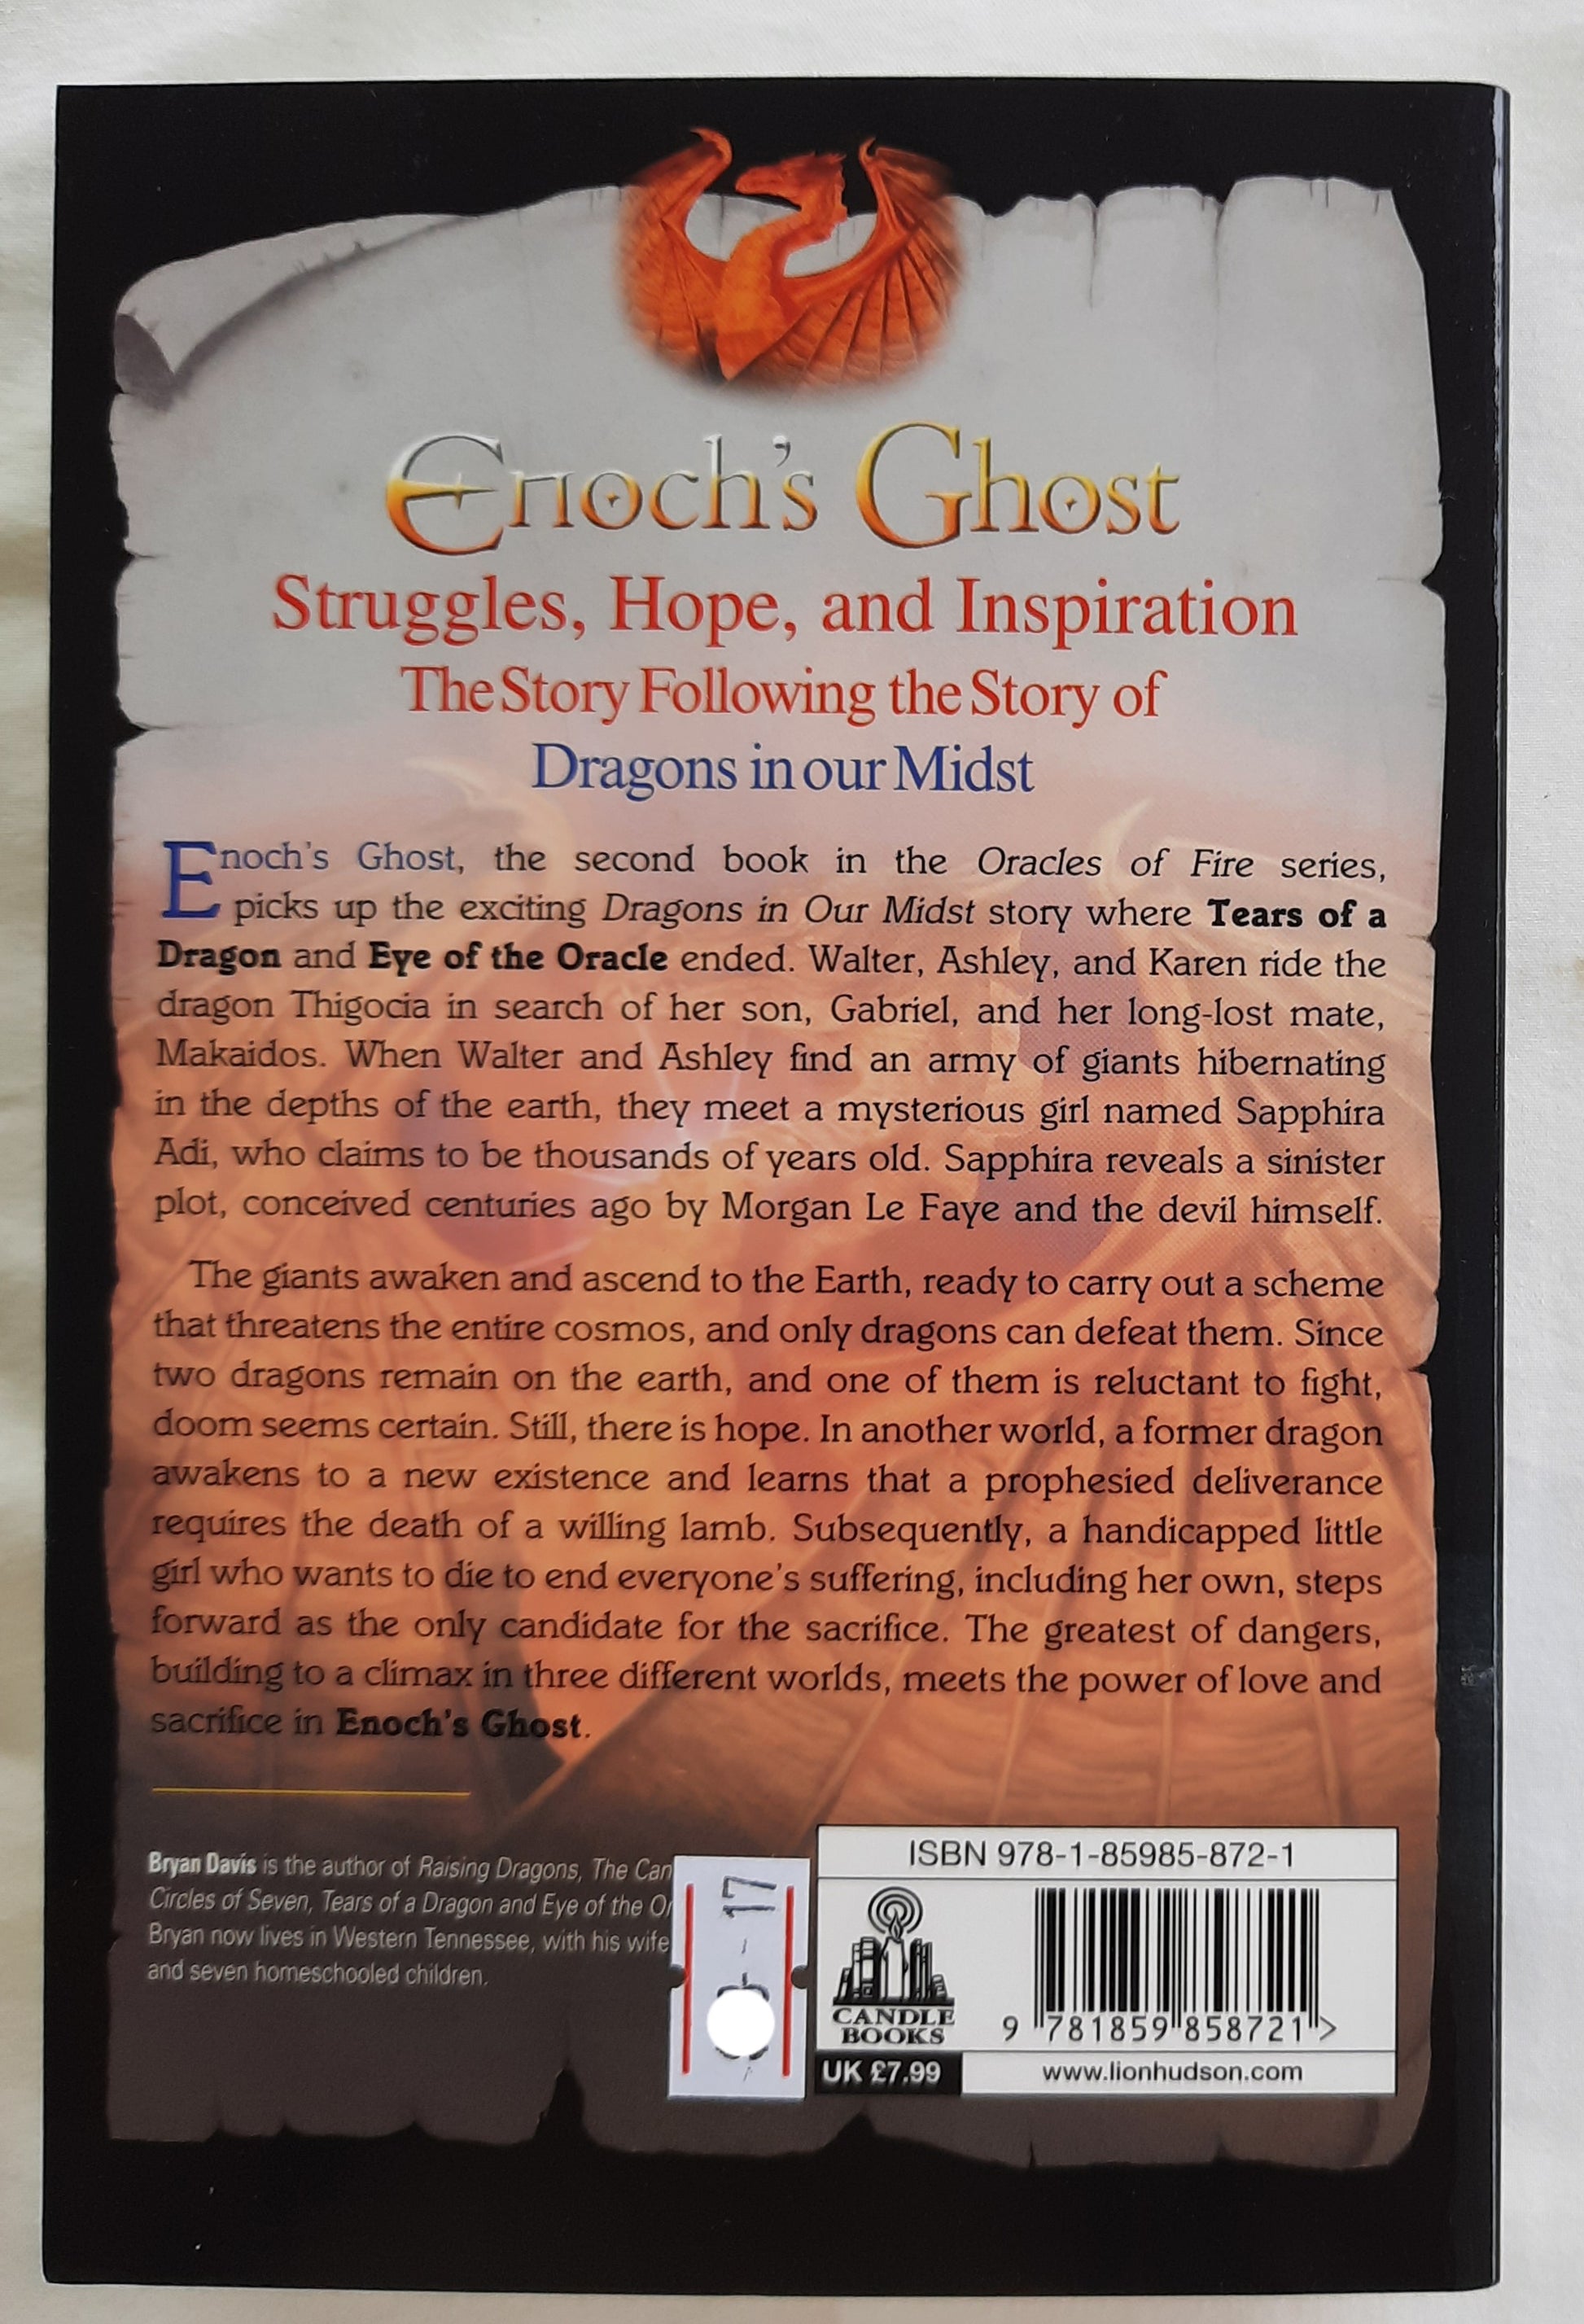 Enoch's Ghost
Struggles, Hope, and Inspiration
The Story Following the Story of
Dragons in our Midst
Enoch's Ghost, the second book in the Oracles of Fire series,
picks up the exciting Dragons in Our Midst story where Tears of a
Dragon and Eye of the Oracle ended. Walter, Ashley, and Karen ride the
dragon Thigocia in search of her son, Gabriel, and her long-lost mate,
Makaidos. When Walter and Ashley find an army of giants hibernating
in the depths of the earth, they meet a mysterious girl named Sapphira
Adi, who claims to be thousands of years old. Sapphira reveals a sinister
plot, conceived centuries ago by Morgan Le Faye and the devil himself.
The giants awaken and ascend to the Earth, ready to carry out a scheme
that threatens the entire cosmos, and only dragons can defeat them. Since
two dragons remain on the earth, and one of them is reluctant to fight,
doom seems certain. Still, there is hope. In another world, a former dragon
awakens to a new existence and learns that a prophesied deliverance
requires the death of a willing lamb. Subsequently, a handicapped little
girl who wants to die to end everyone's suffering, including her own, steps
forward as the only candidate for the sacrifice. The greatest of dangers,
building to a climax in three different worlds, meets the power of love and
sacrifice in Enoch's Ghost.
Bryan Davis is the author of Raising Dragons, The Can
Circles of Seven, Tears of a Dragon and Eye of the Or
Bryan now lives in Western Tennessee, with his wife
and seven homeschooled children.
17
ISBN 978-1-85985-872-1
CANDLE
BOOKS
9 781859 858721 >
UK £7.99
www.lionhudson.com